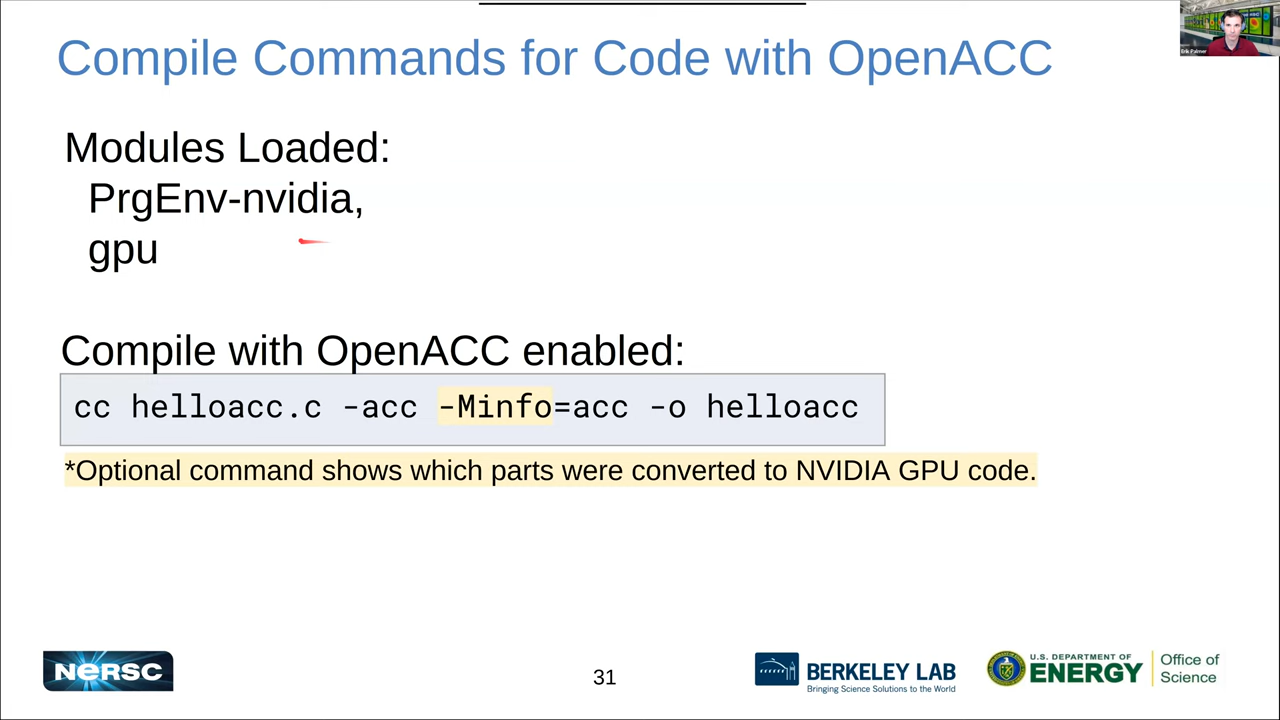 Compile Commands for Code with OpenACC
Eric Palmer
Modules Loaded:
PrgEnv-nvidia,
gpu
Compile with OpenACC enabled:
cc helloacc.c -acc -Minfo=acc -o helloacc
*Optional command shows which parts were converted to NVIDIA GPU code.
NERSC
31
BERKELEY LAB
Bringing Science Solutions to the World
U.S. DEPARTMENT OF
ENERGY
Office of
Science